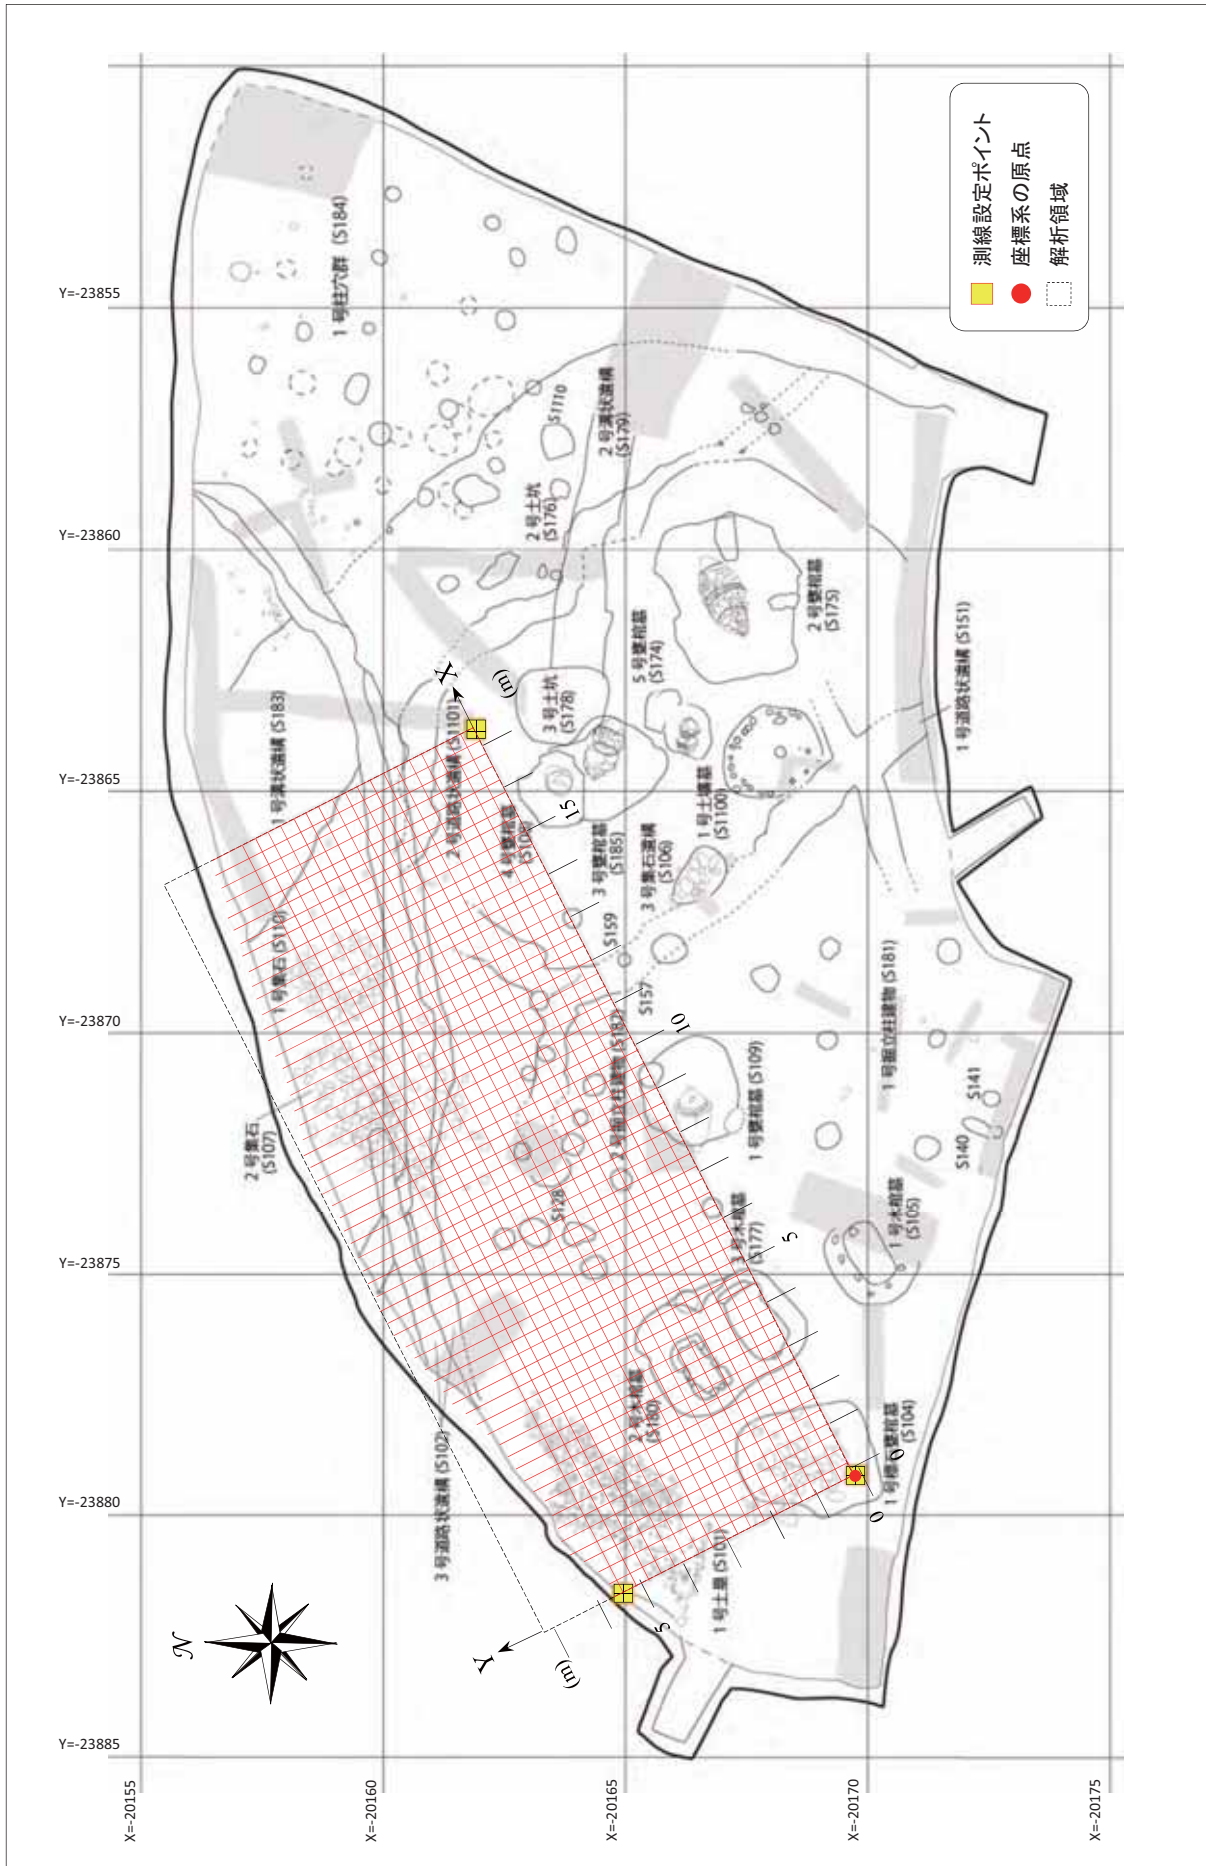 Y=-23855
Y=-23860
Y=-23865
Y=-23870
Y=-23875
Y=-23880
Y=-23885
X=-20155
X=-20160
X=-20165
X=-20170
X=-20175
測線設定ポイント
座標系の原点
解析領域
1号柱穴群 (S184)
S1110
2号溝状遺構
(S179)
2号土坑
(S176)
2号甕棺墓
(S175)
5号甕棺墓
(S174)
3号土坑
(S178)
1号道路状遺構 (S151)
1号溝状遺構 (S183)
2号道路状遺構 (S1101)
4号甕棺墓
(S108)
3号甕棺墓
(S185)
3号集石遺構
(S106)
1号土壙墓
(S1100)
1号集石 (S110)
S159
S157
2号掘立柱建物 (S182)
1号掘立柱建物 (S181)
2号集石
(S107)
1号甕棺墓 (S109)
S141
S140
S128
3号木棺墓
(S177)
1号木棺墓
(S105)
2号木棺墓
(S180)
1号標石甕棺墓
(S104)
3号道路状遺構 (S102)
1号土塁 (S101)
X
(m)
15
10
5
0
0
5
Y
(m)
N